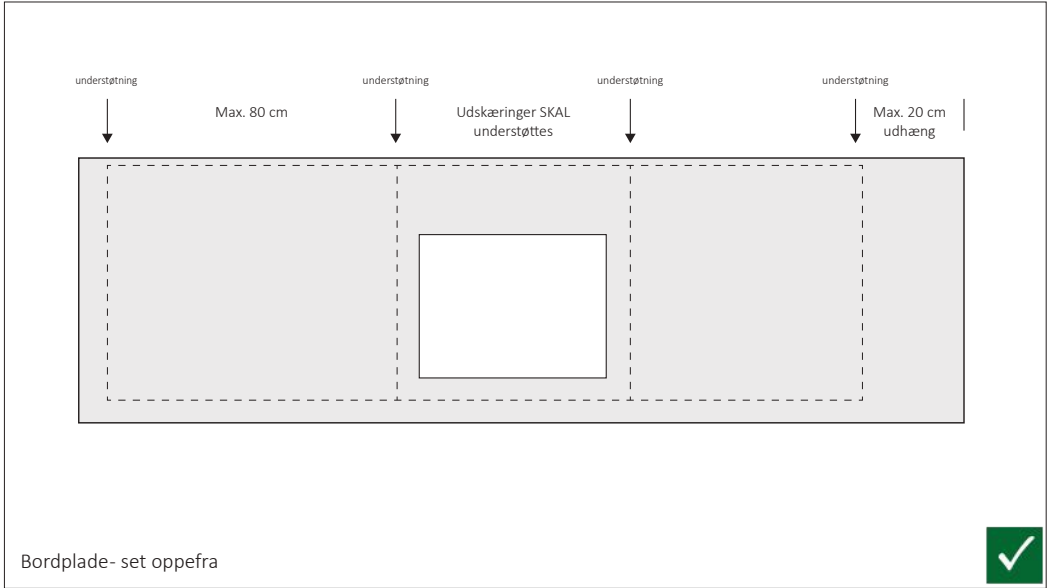 understøtning
understøtning
understøtning
understøtning
Max. 80 cm
Udskæringer SKAL
understøttes
Max. 20 cm
udhæng
Bordplade- set oppefra